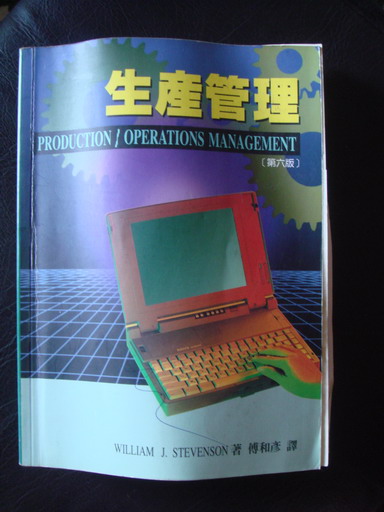 生產管理
PRODUCTION / OPERATIONS MANAGEMENT
〔第六版〕
WILLIAM J. STEVENSON 著 傅和彥 譯